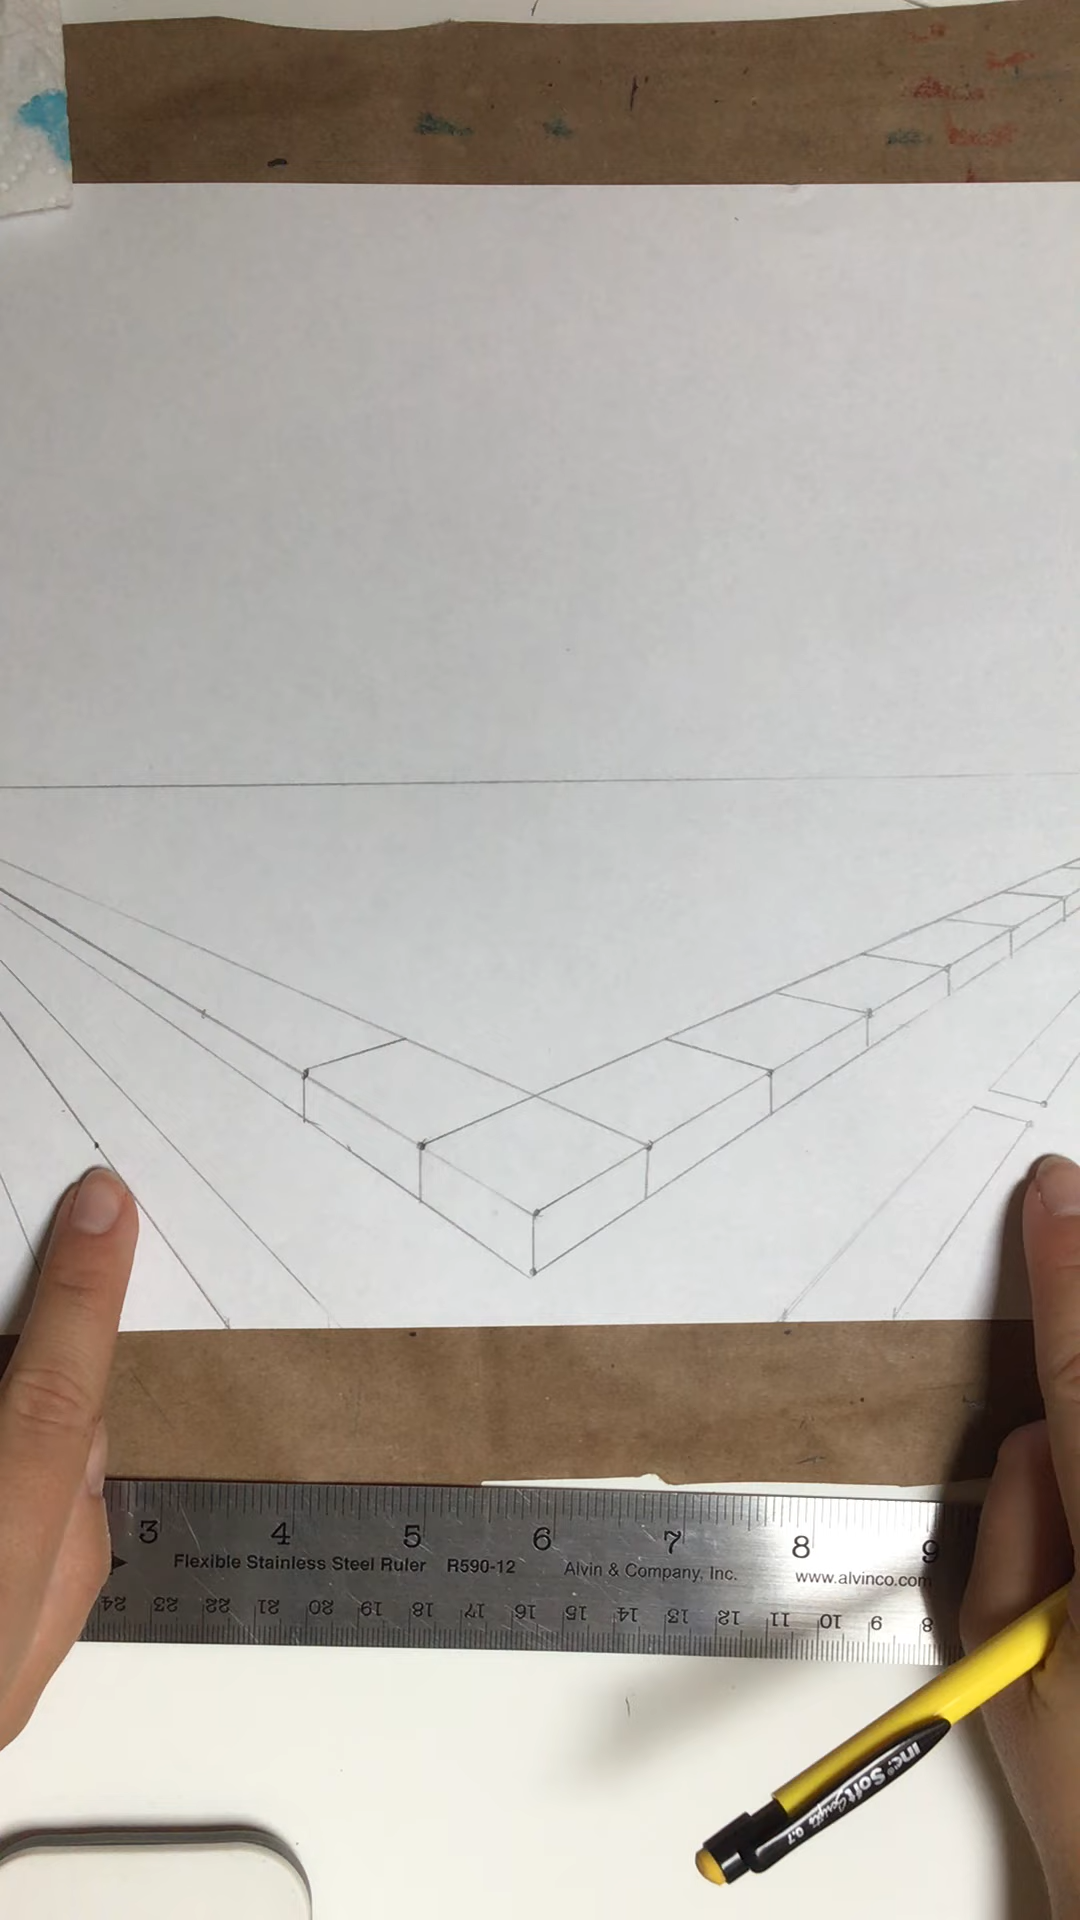 3 4 5 6 7 8 9
Flexible Stainless Steel Ruler R590-12 Alvin & Company, Inc. www.alvinco.com
24 23 22 21 20 19 18 17 16 15 14 13 12 11 10 9 8
inc.® Soft Scripts 0.7